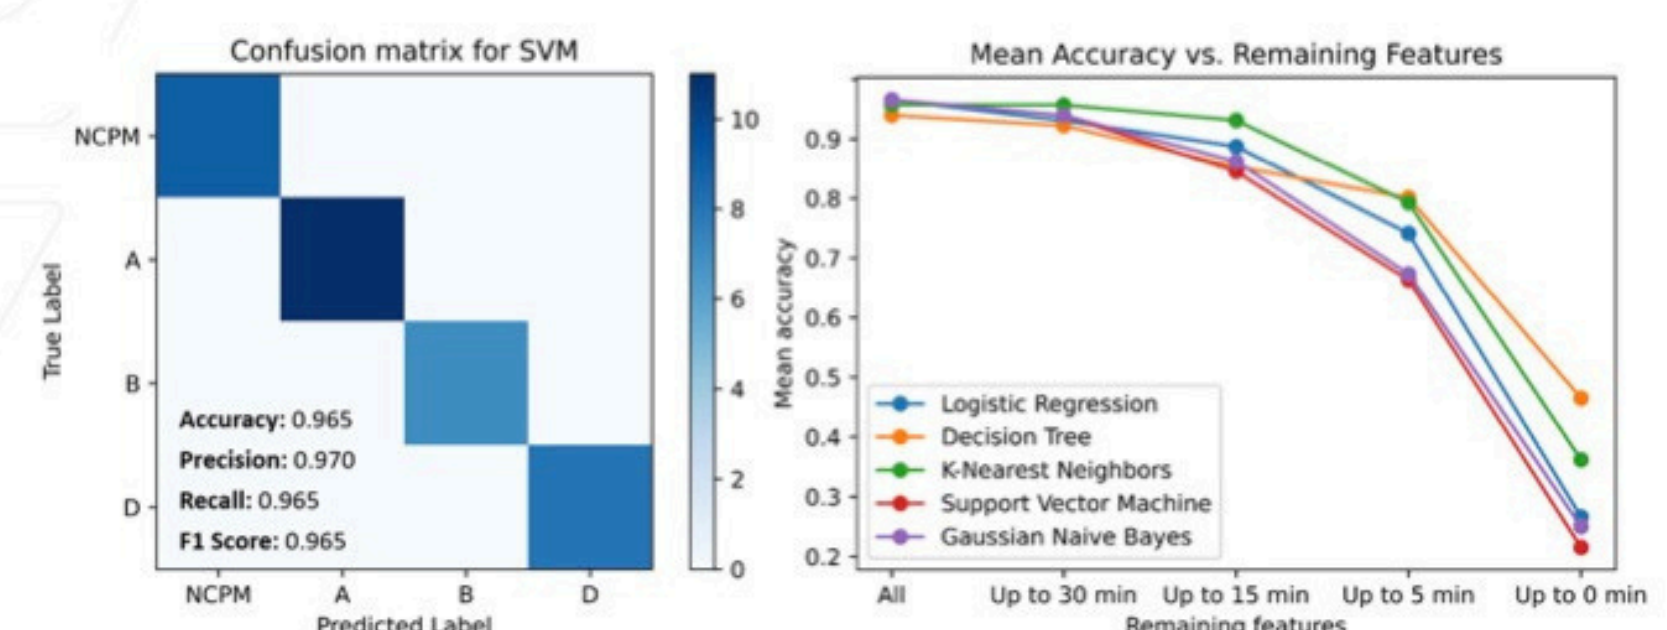 Confusion matrix for SVM
NCPM
A
B
D
True Label
Accuracy: 0.965
Precision: 0.970
Recall: 0.965
F1 Score: 0.965
NCPM A B D
Predicted Label
10
8
6
4
2
0
Mean Accuracy vs. Remaining Features
Mean accuracy
0.9
0.8
0.7
0.6
0.5
0.4
0.3
0.2
Logistic Regression
Decision Tree
K-Nearest Neighbors
Support Vector Machine
Gaussian Naive Bayes
All Up to 30 min Up to 15 min Up to 5 min Up to 0 min
Remaining features